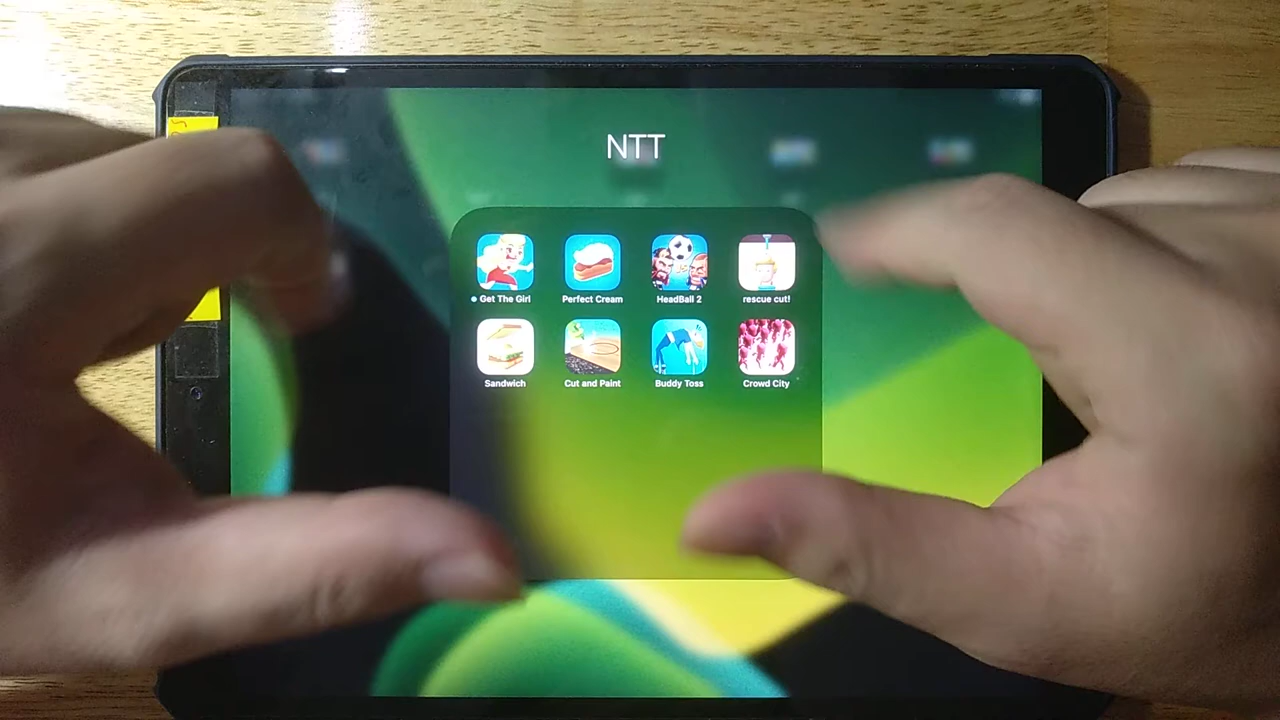 NTT
Get The Girl
Perfect Cream
HeadBall 2
rescue cut!
Sandwich
Cut and Paint
Buddy Toss
Crowd City